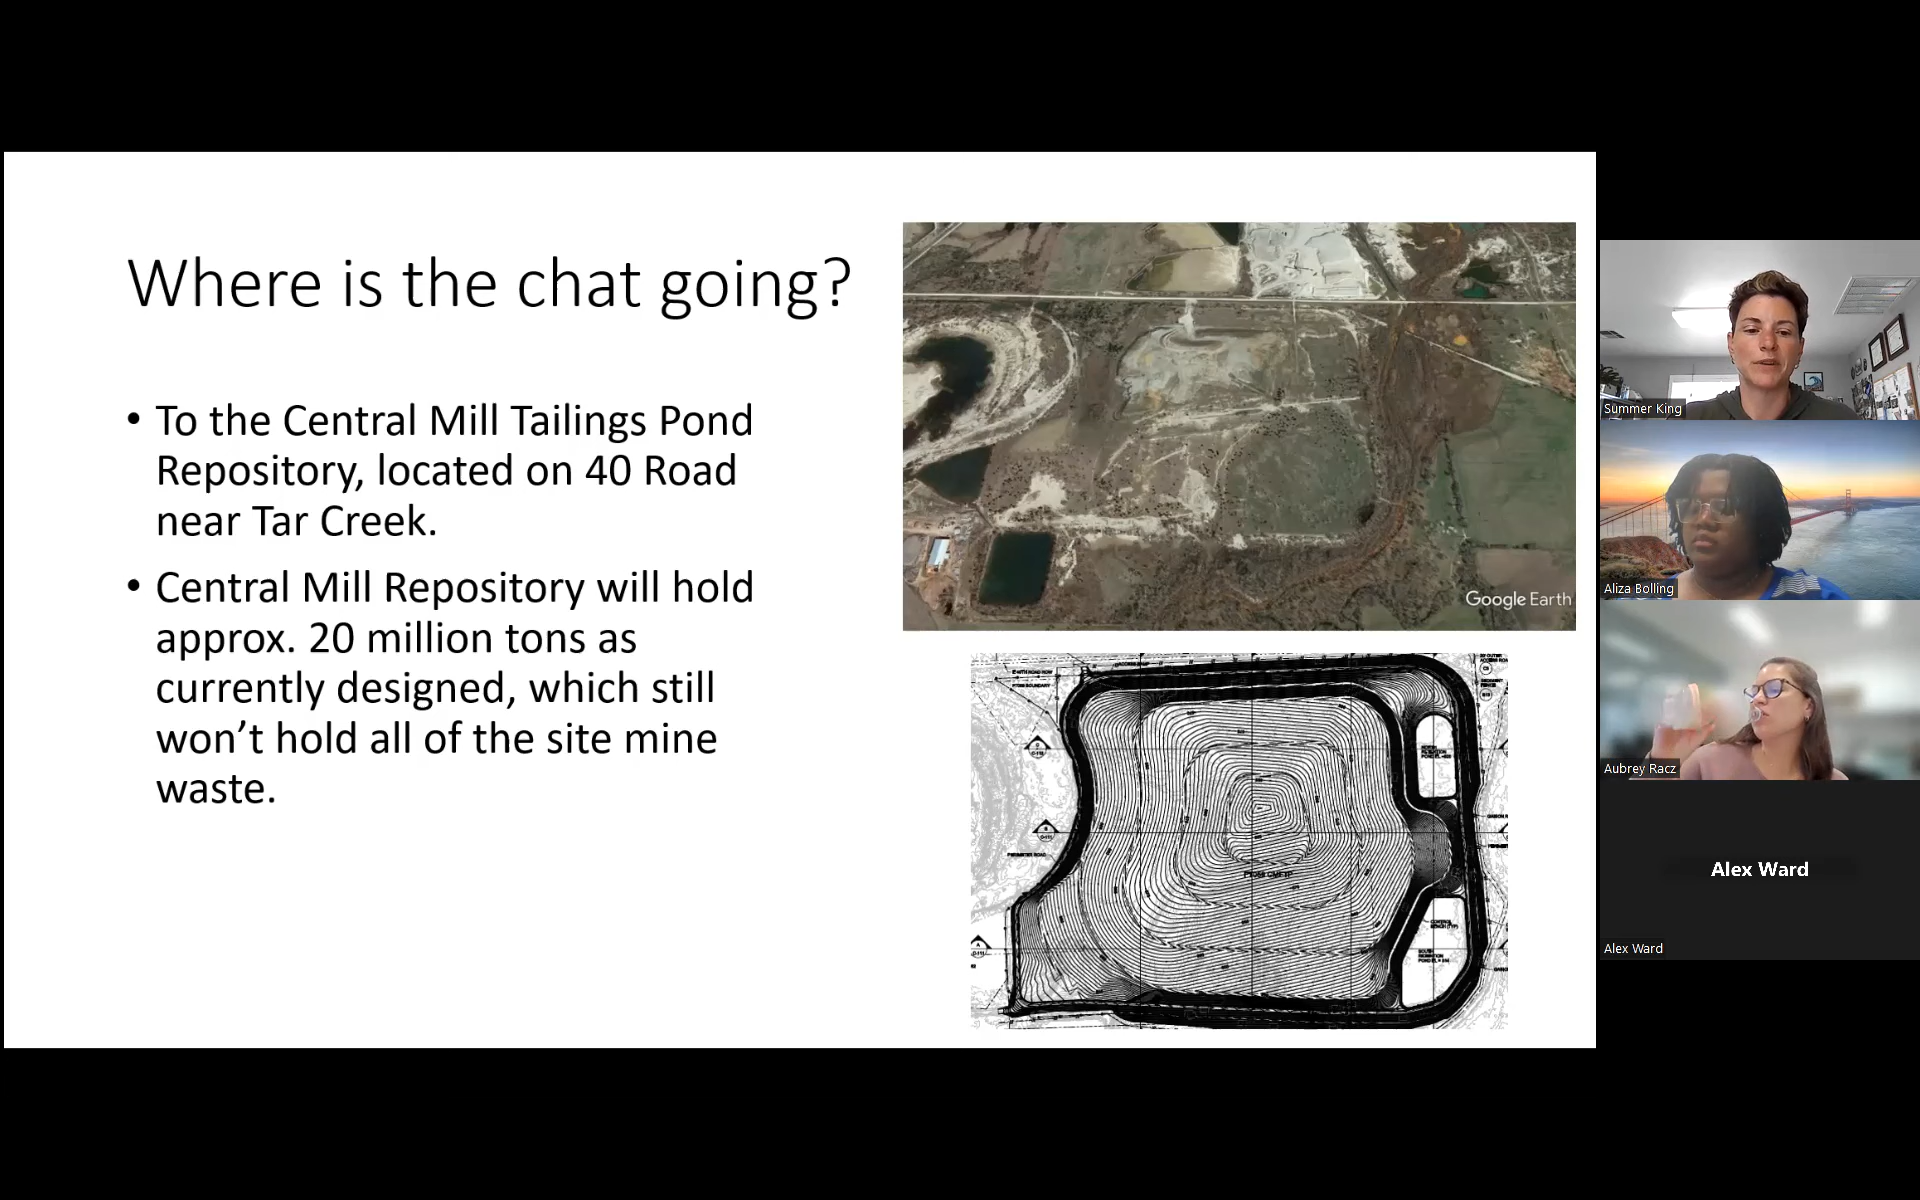 Where is the chat going?
• To the Central Mill Tailings Pond
Repository, located on 40 Road
near Tar Creek.
• Central Mill Repository will hold
approx. 20 million tons as
currently designed, which still
won’t hold all of the site mine
waste.
Google Earth
Summer King
Aliza Bolling
Aubrey Racz
Alex Ward
Alex Ward